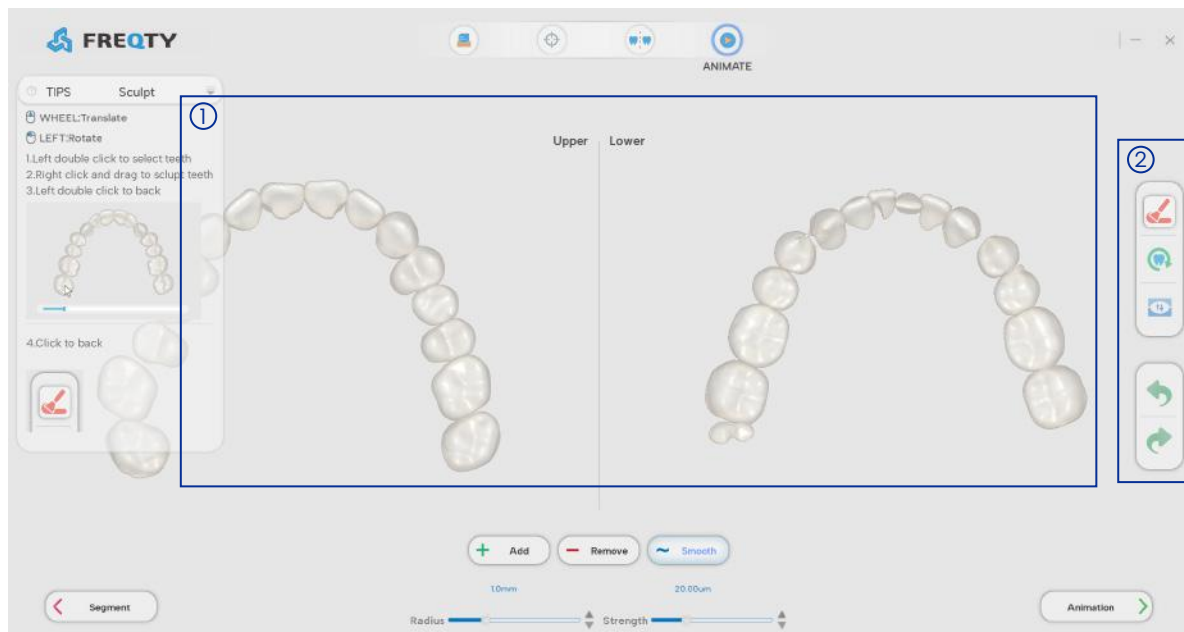 FREQTY
ANIMATE
TIPS Sculpt
①
WHEEL:Translate
LEFT:Rotate
1.Left double click to select teeth
2.Right click and drag to sclupt teeth
3.Left double click to back
4.Click to back
Upper Lower
②
Add Remove Smooth
1.0mm 20.00um
Radius Strength
Segment Animation